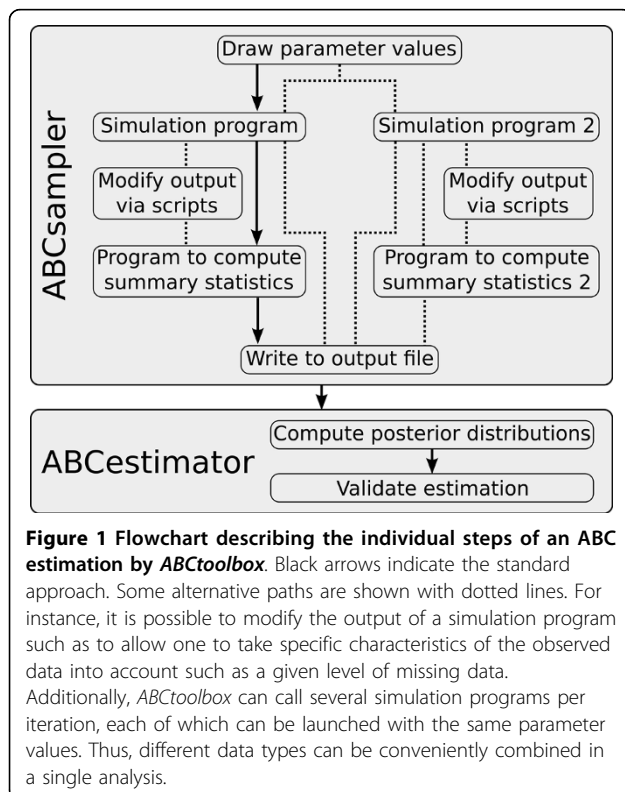 ABCsampler
Draw parameter values
Simulation program
Simulation program 2
Modify output
via scripts
Modify output
via scripts
Program to compute
summary statistics
Program to compute
summary statistics 2
Write to output file
ABCestimator
Compute posterior distributions
Validate estimation
Figure 1 Flowchart describing the individual steps of an ABC
estimation by ABCtoolbox. Black arrows indicate the standard
approach. Some alternative paths are shown with dotted lines. For
instance, it is possible to modify the output of a simulation program
such as to allow one to take specific characteristics of the observed
data into account such as a given level of missing data.
Additionally, ABCtoolbox can call several simulation programs per
iteration, each of which can be launched with the same parameter
values. Thus, different data types can be conveniently combined in
a single analysis.